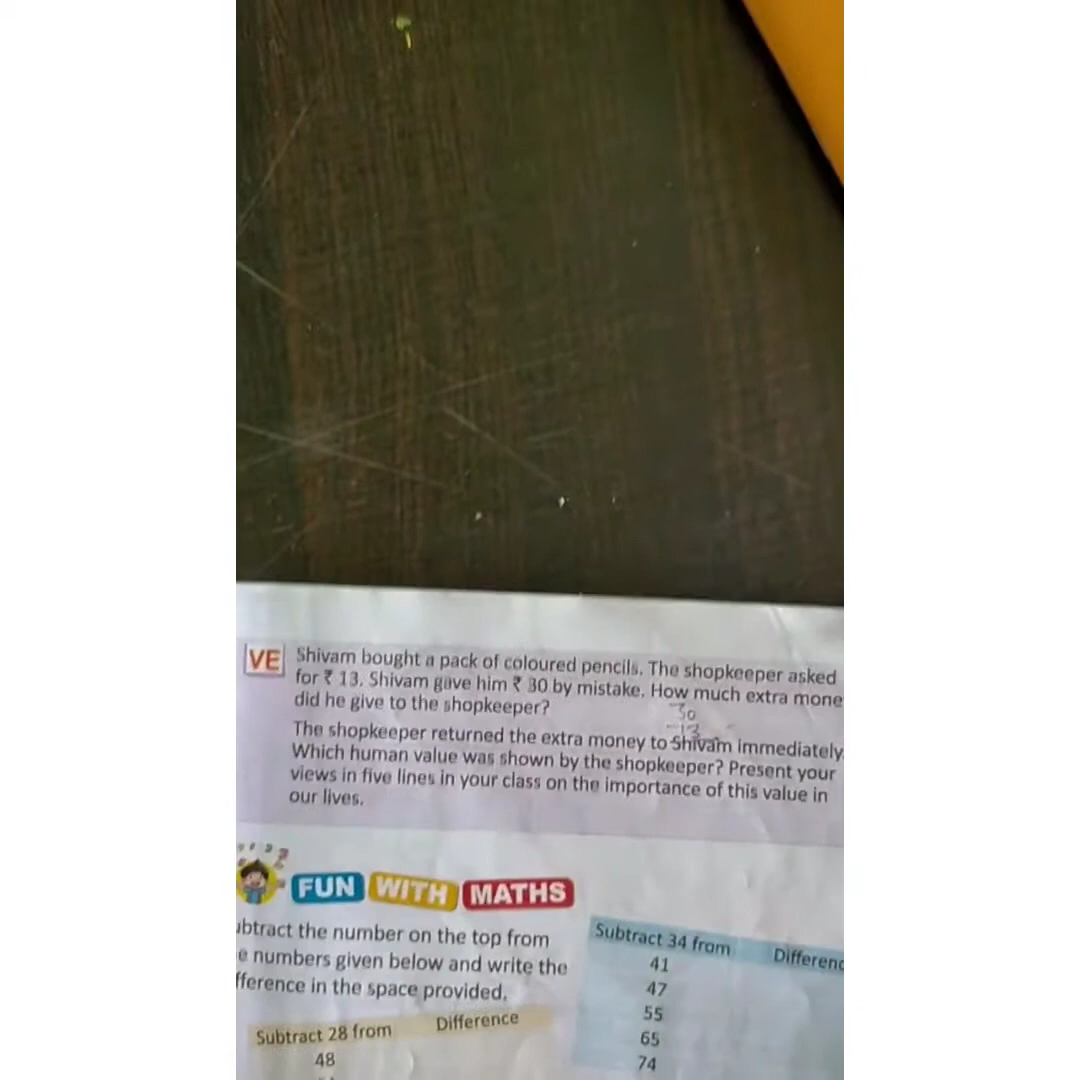 VE Shivam bought a pack of coloured pencils. The shopkeeper asked
for ₹ 13. Shivam gave him ₹ 30 by mistake. How much extra mone
did he give to the shopkeeper?
30
-13
The shopkeeper returned the extra money to Shivam immediately.
Which human value was shown by the shopkeeper? Present your
views in five lines in your class on the importance of this value in
our lives.
FUN WITH MATHS
ubtract the number on the top from
e numbers given below and write the
fference in the space provided.
Subtract 28 from Difference
48
Subtract 34 from Differenc
41
47
55
65
74